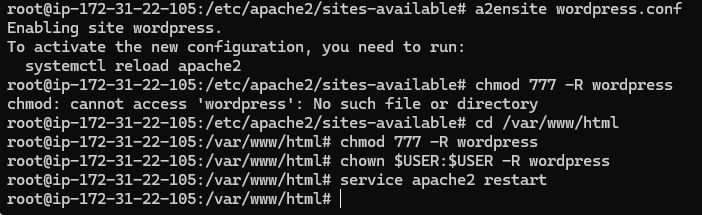 root@ip-172-31-22-105:/etc/apache2/sites-available# a2ensite wordpress.conf
Enabling site wordpress.
To activate the new configuration, you need to run:
  systemctl reload apache2
root@ip-172-31-22-105:/etc/apache2/sites-available# chmod 777 -R wordpress
chmod: cannot access 'wordpress': No such file or directory
root@ip-172-31-22-105:/etc/apache2/sites-available# cd /var/www/html
root@ip-172-31-22-105:/var/www/html# chmod 777 -R wordpress
root@ip-172-31-22-105:/var/www/html# chown $USER:$USER -R wordpress
root@ip-172-31-22-105:/var/www/html# service apache2 restart
root@ip-172-31-22-105:/var/www/html#